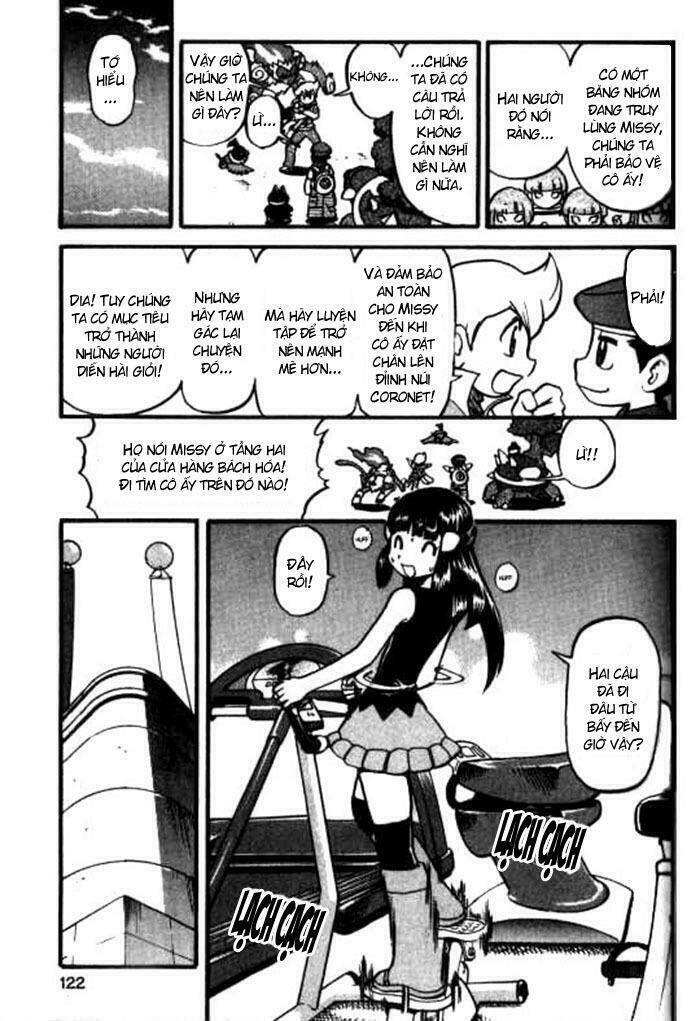 CÓ MỘT
BĂNG NHÓM
ĐANG TRUY
LÙNG MISSY,
CHÚNG TA
PHẢI BẢO VỆ
CÔ ẤY!
HAI NGƯỜI
ĐÓ NÓI
RẰNG...
...CHÚNG
TA ĐÃ CÓ
CÂU TRẢ
LỜI RỒI.
KHÔNG
CẦN NGHĨ
NÊN LÀM
GÌ NỮA.
KHÔNG...
VẬY GIỜ
CHÚNG TA
NÊN LÀM
GÌ ĐÂY?
Ừ...
TỚ
HIỂU
...
PHẢI!
VÀ ĐẢM BẢO
AN TOÀN
CHO MISSY
ĐẾN KHI
CÔ ẤY ĐẶT
CHÂN LÊN
ĐỈNH NÚI
CORONET!
MÀ HÃY LUYỆN
TẬP ĐỂ TRỞ
NÊN MẠNH
MẼ HƠN...
NHƯNG
HÃY TẠM
GÁC LẠI
CHUYỆN
ĐÓ...
DIA! TUY CHÚNG
TA CÓ MỤC TIÊU
TRỞ THÀNH
NHỮNG NGƯỜI
DIỄN HÀI GIỎI!
Ừ!!
HỌ NÓI MISSY Ở TẦNG HAI
CỦA CỬA HÀNG BÁCH HÓA!
ĐI TÌM CÔ ẤY TRÊN ĐÓ NÀO!
HUFF
HUFF
ĐÂY
RỒI!
HAI CẬU
ĐÃ ĐI
ĐÂU TỪ
BẤY ĐẾN
GIỜ VẬY?
LẠCH CẠCH
LẠCH CẠCH
122